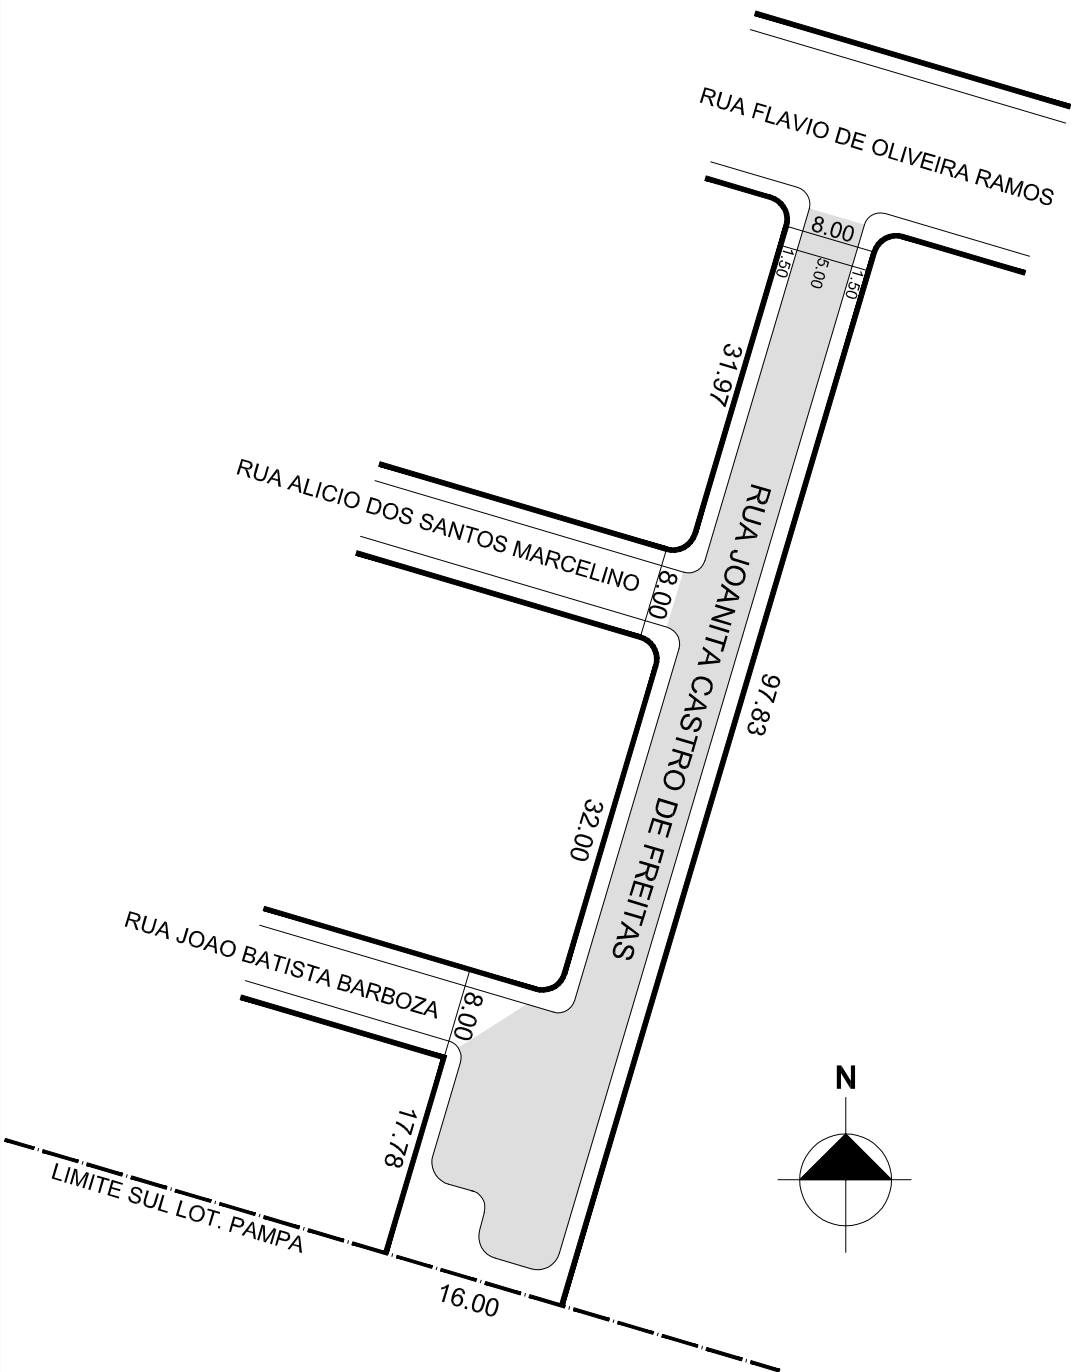 RUA FLAVIO DE OLIVEIRA RAMOS
8.00
1.50
5.00
1.50
31.97
RUA ALICIO DOS SANTOS MARCELINO
8.00
RUA JOANITA CASTRO DE FREITAS
97.83
32.00
RUA JOAO BATISTA BARBOZA
8.00
N
17.78
LIMITE SUL LOT. PAMPA
16.00